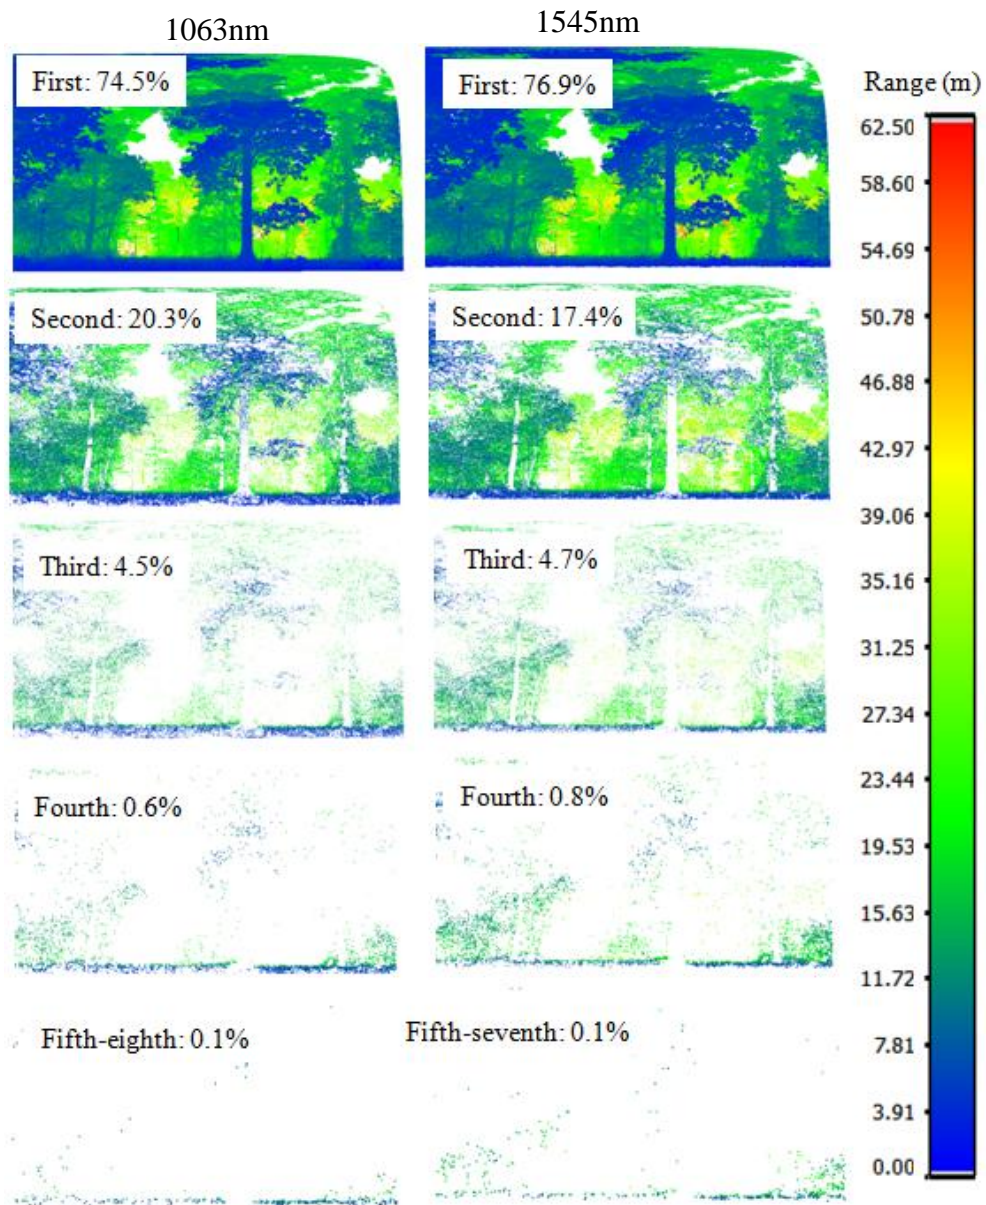 1063nm
1545nm
First: 74.5%
First: 76.9%
Range (m)
Second: 20.3%
Second: 17.4%
Third: 4.5%
Third: 4.7%
Fourth: 0.6%
Fourth: 0.8%
Fifth-eighth: 0.1%
Fifth-seventh: 0.1%
62.50
58.60
54.69
50.78
46.88
42.97
39.06
35.16
31.25
27.34
23.44
19.53
15.63
11.72
7.81
3.91
0.00